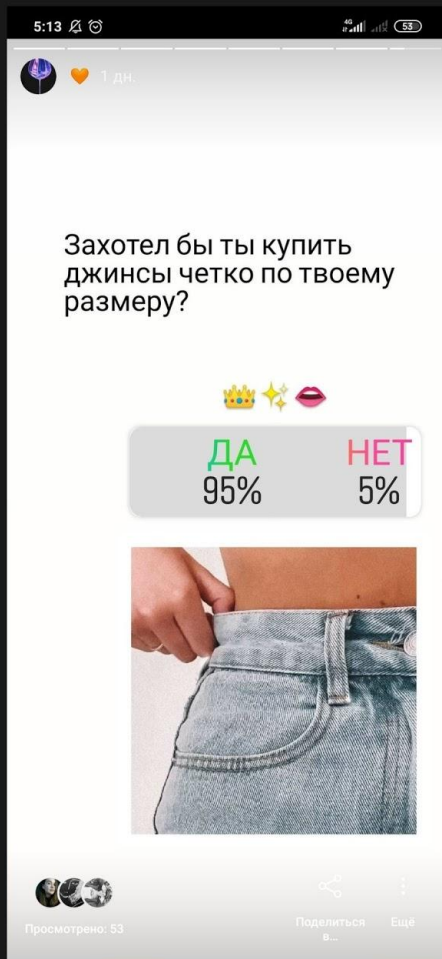 5:13
4G
53
1 дн.
Захотел бы ты купить
джинсы четко по твоему
размеру?
ДА НЕТ
95% 5%
Просмотрено: 53
Поделиться
в...
Ещё